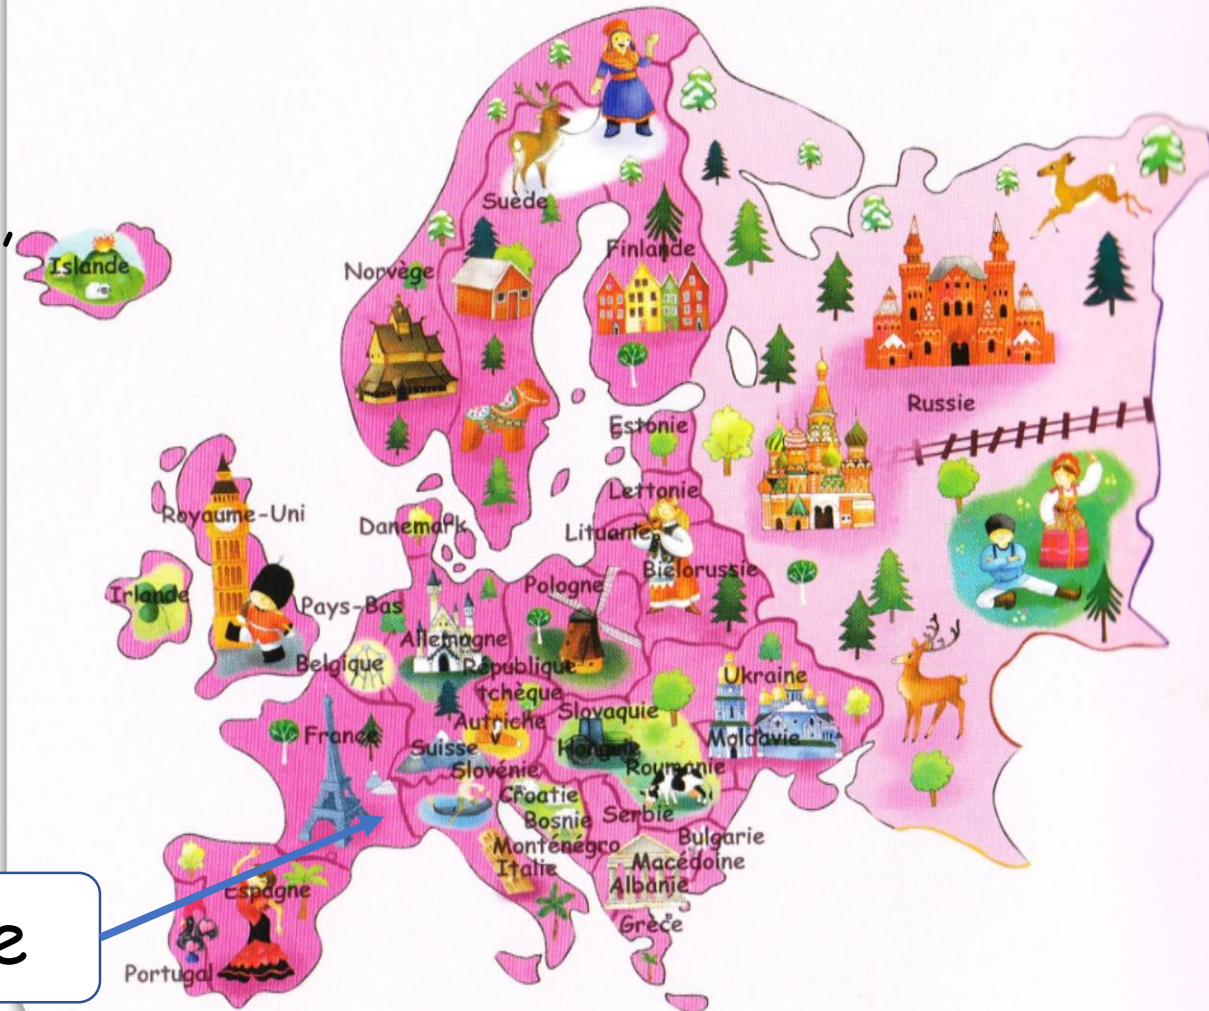 Suède
Finlande
Islande
Norvège
Russie
Estonie
Lettonie
Royaume-Uni
Danemark
Lituanie
Biélorussie
Pologne
Irlande
Pays-Bas
Allemagne
Belgique
République
tchèque
Ukraine
Slovaquie
Autriche
France
Suisse
Hongrie
Moldavie
Slovénie
Roumanie
Croatie
Serbie
Bosnie
Bulgarie
Monténégro
Macédoine
Italie
Albanie
Espagne
Grèce
Portugal
e